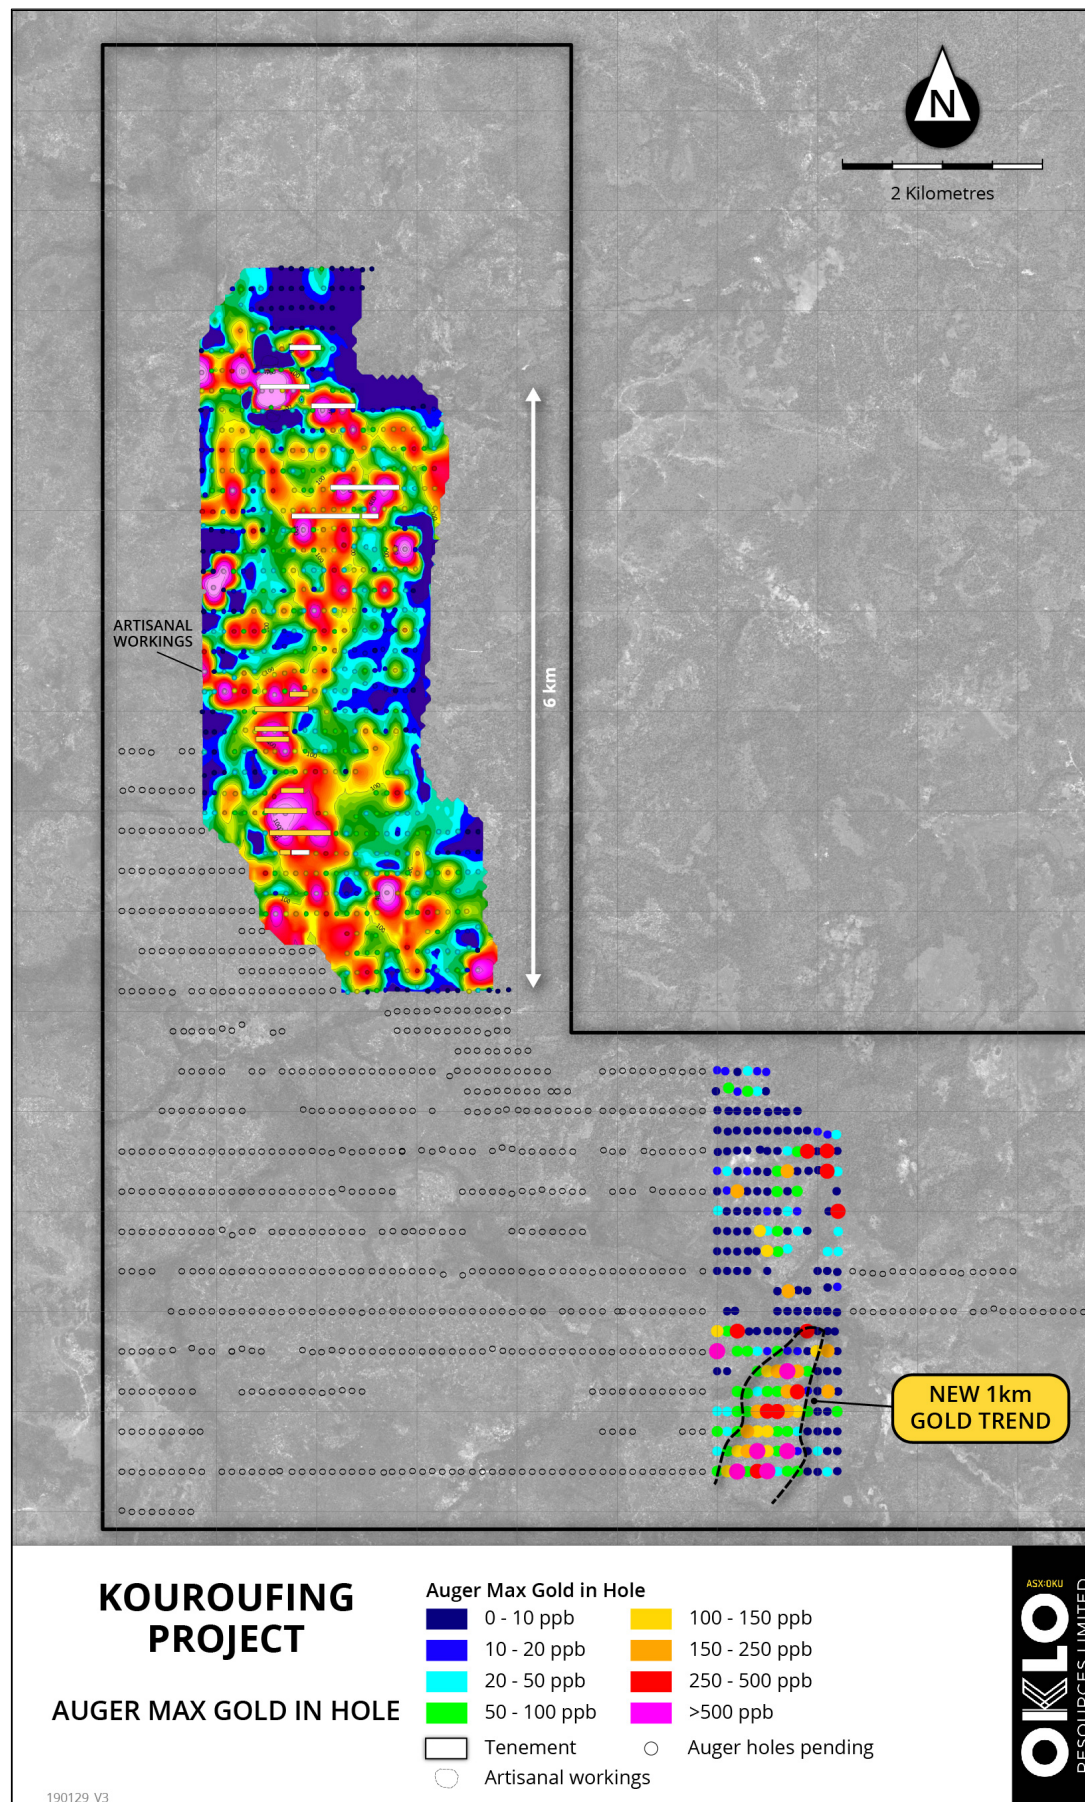 N
2 Kilometres
ARTISANAL
WORKINGS
6 km
NEW 1km
GOLD TREND
KOUROUFING
PROJECT
AUGER MAX GOLD IN HOLE
190129_V3
Auger Max Gold in Hole
0 - 10 ppb
10 - 20 ppb
20 - 50 ppb
50 - 100 ppb
100 - 150 ppb
150 - 250 ppb
250 - 500 ppb
>500 ppb
Tenement
Auger holes pending
Artisanal workings
ASX:OKU
OKLO
RESOURCES LIMITED